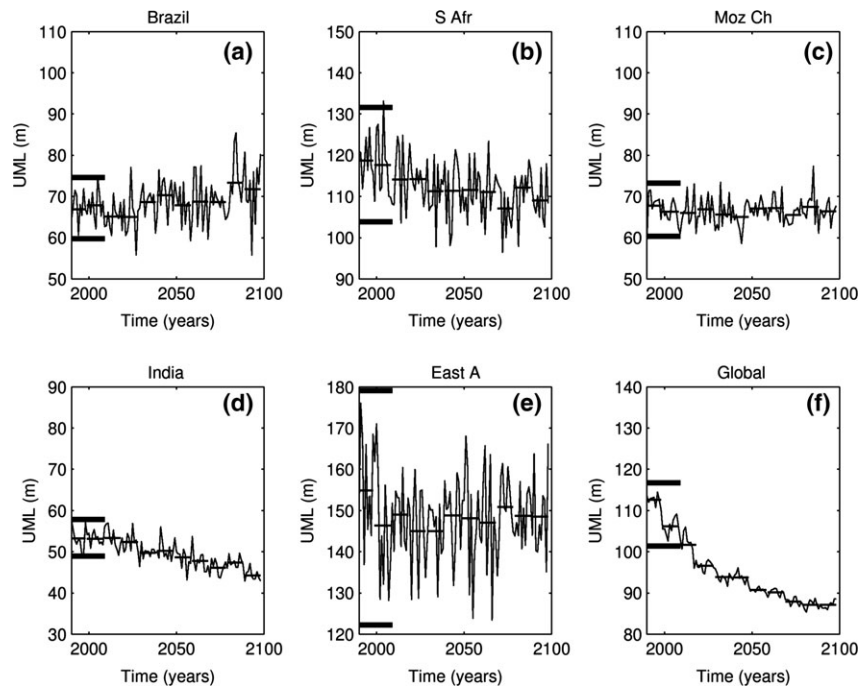 Brazil
(a)
110
100
90
80
70
60
50
UML (m)
2000 2050 2100
Time (years)
S Afr
(b)
150
140
130
120
110
100
90
UML (m)
2000 2050 2100
Time (years)
Moz Ch
(c)
110
100
90
80
70
60
50
UML (m)
2000 2050 2100
Time (years)
India
(d)
90
80
70
60
50
40
30
UML (m)
2000 2050 2100
Time (years)
East A
(e)
180
170
160
150
140
130
120
UML (m)
2000 2050 2100
Time (years)
Global
(f)
140
130
120
110
100
90
80
UML (m)
2000 2050 2100
Time (years)